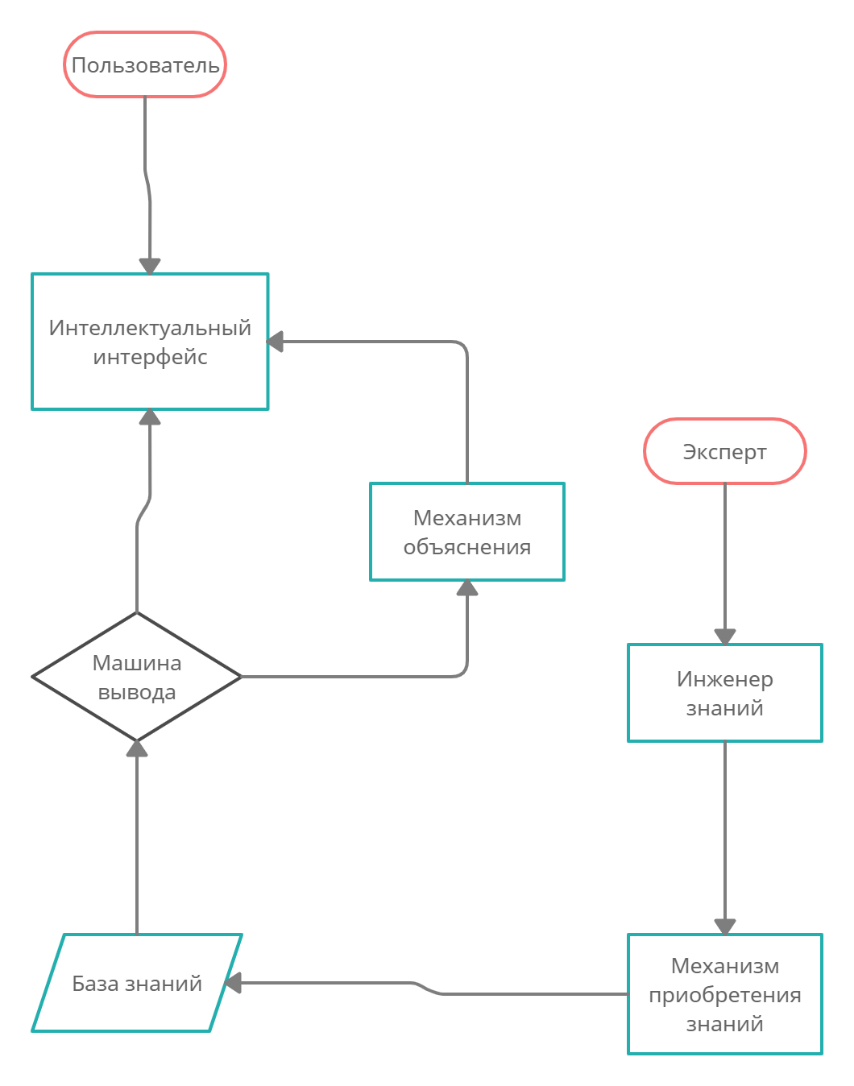 Пользователь
Интеллектуальный
интерфейс
Эксперт
Механизм
объяснения
Машина
вывода
Инженер
знаний
База знаний
Механизм
приобретения
знаний